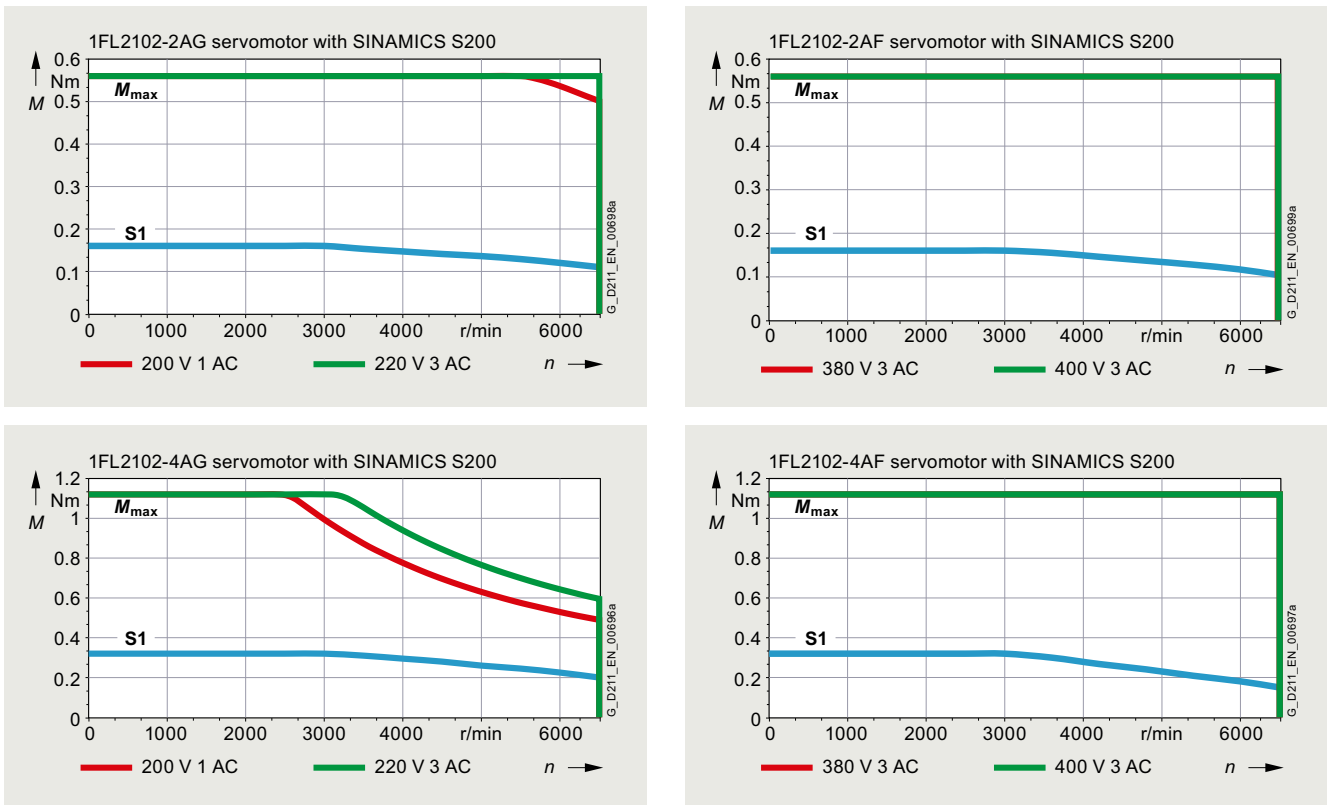 1FL2102-2AG servomotor with SINAMICS S200
0.6
Nm
M
0.5
0.4
0.3
0.2
0.1
0
Mmax
S1
0 1000 2000 3000 4000 r/min 6000
200 V 1 AC 220 V 3 AC n
G_D211_EN_00698a
1FL2102-2AF servomotor with SINAMICS S200
0.6
Nm
M
0.5
0.4
0.3
0.2
0.1
0
Mmax
S1
0 1000 2000 3000 4000 r/min 6000
380 V 3 AC 400 V 3 AC n
G_D211_EN_00699a
1FL2102-4AG servomotor with SINAMICS S200
1.2
Nm
M
1
0.8
0.6
0.4
0.2
0
Mmax
S1
0 1000 2000 3000 4000 r/min 6000
200 V 1 AC 220 V 3 AC n
G_D211_EN_00696a
1FL2102-4AF servomotor with SINAMICS S200
1.2
Nm
M
1
0.8
0.6
0.4
0.2
0
Mmax
S1
0 1000 2000 3000 4000 r/min 6000
380 V 3 AC 400 V 3 AC n
G_D211_EN_00697a